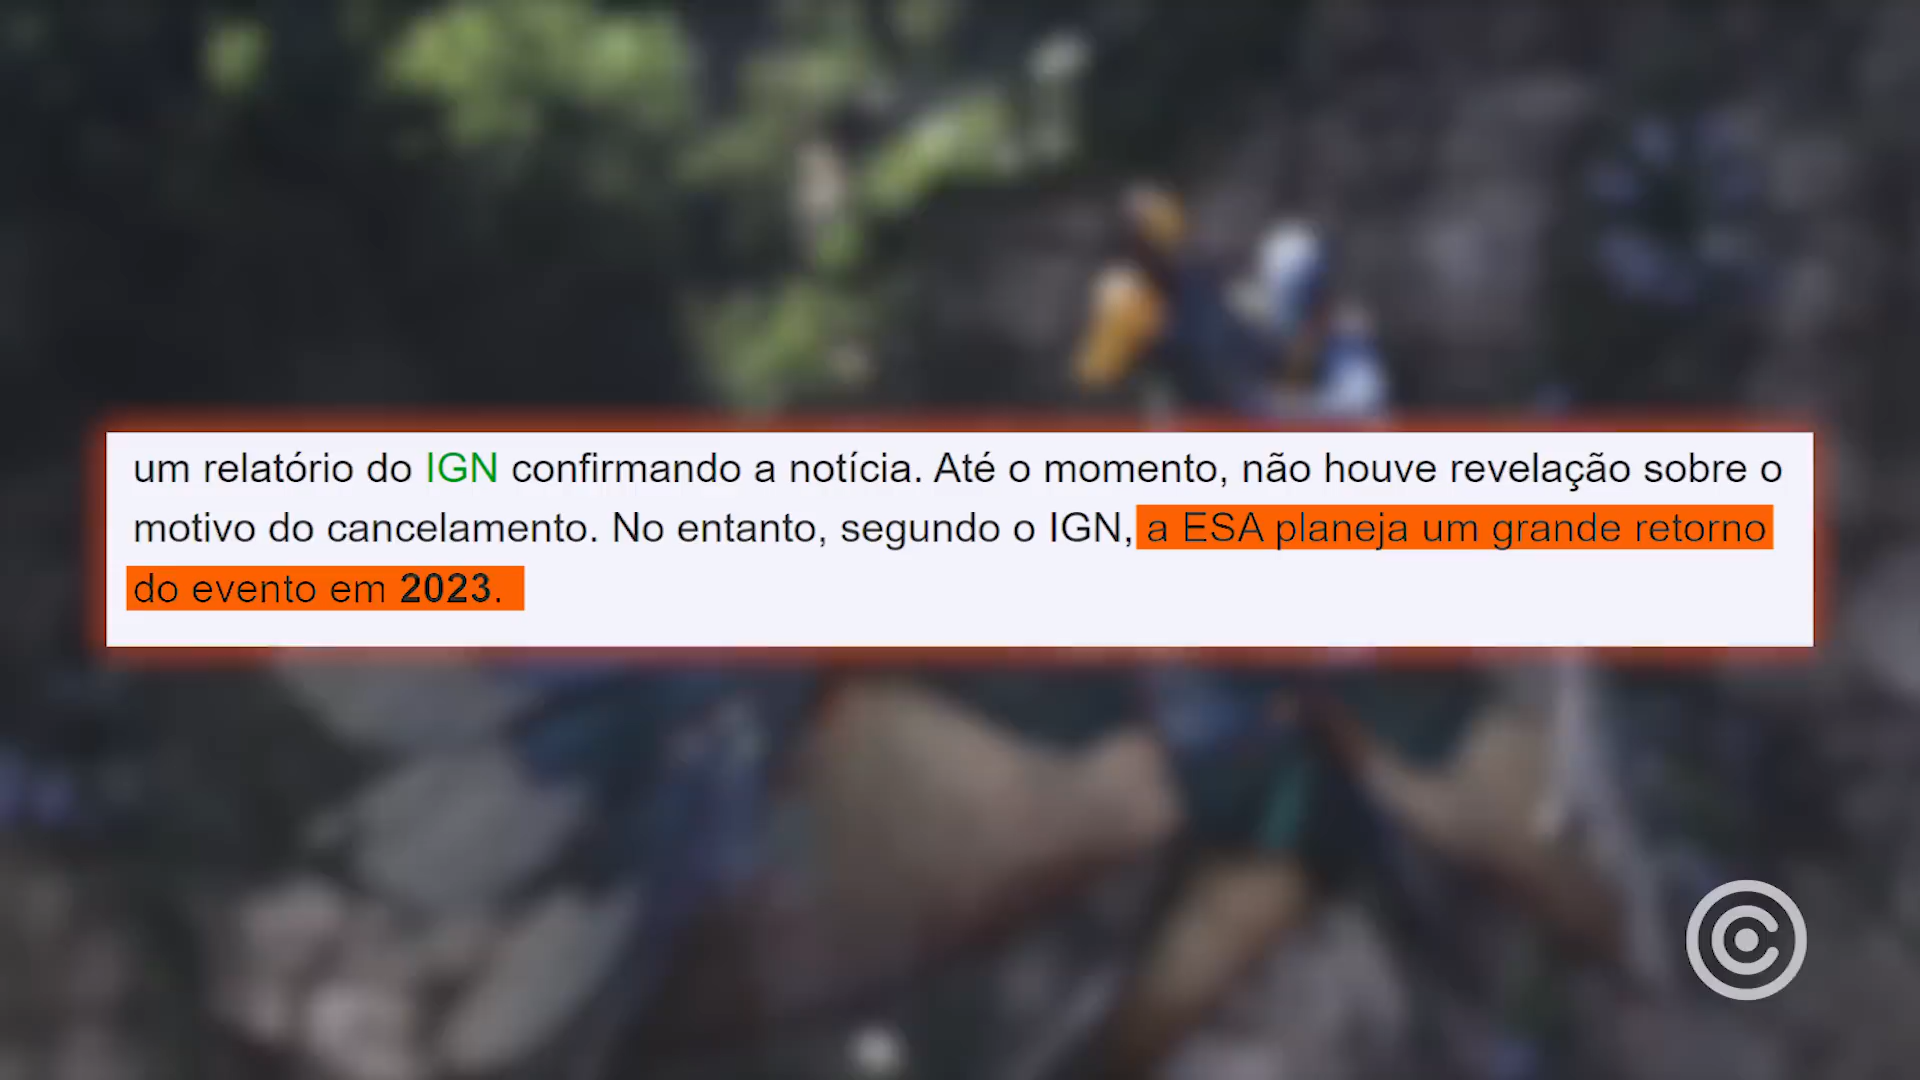 um relatório do IGN confirmando a notícia. Até o momento, não houve revelação sobre o
motivo do cancelamento. No entanto, segundo o IGN, a ESA planeja um grande retorno
do evento em 2023.